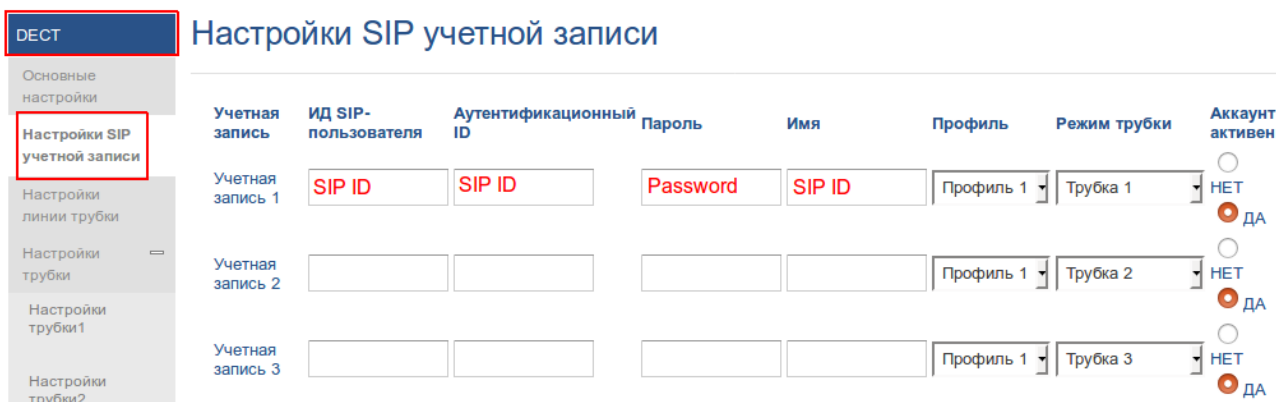 DECT
Основные
настройки
Настройки SIP
учетной записи
Настройки
линии трубки
Настройки
трубки
Настройки
трубки1
Настройки
трубки2
Настройки SIP учетной записи
Учетная запись
ИД SIP-пользователя
Аутентификационный ID
Пароль
Имя
Профиль
Режим трубки
Аккаунт активен
Учетная запись 1
SIP ID
SIP ID
Password
SIP ID
Профиль 1
Трубка 1
НЕТ
ДА
Учетная запись 2
Профиль 1
Трубка 2
НЕТ
ДА
Учетная запись 3
Профиль 1
Трубка 3
НЕТ
ДА